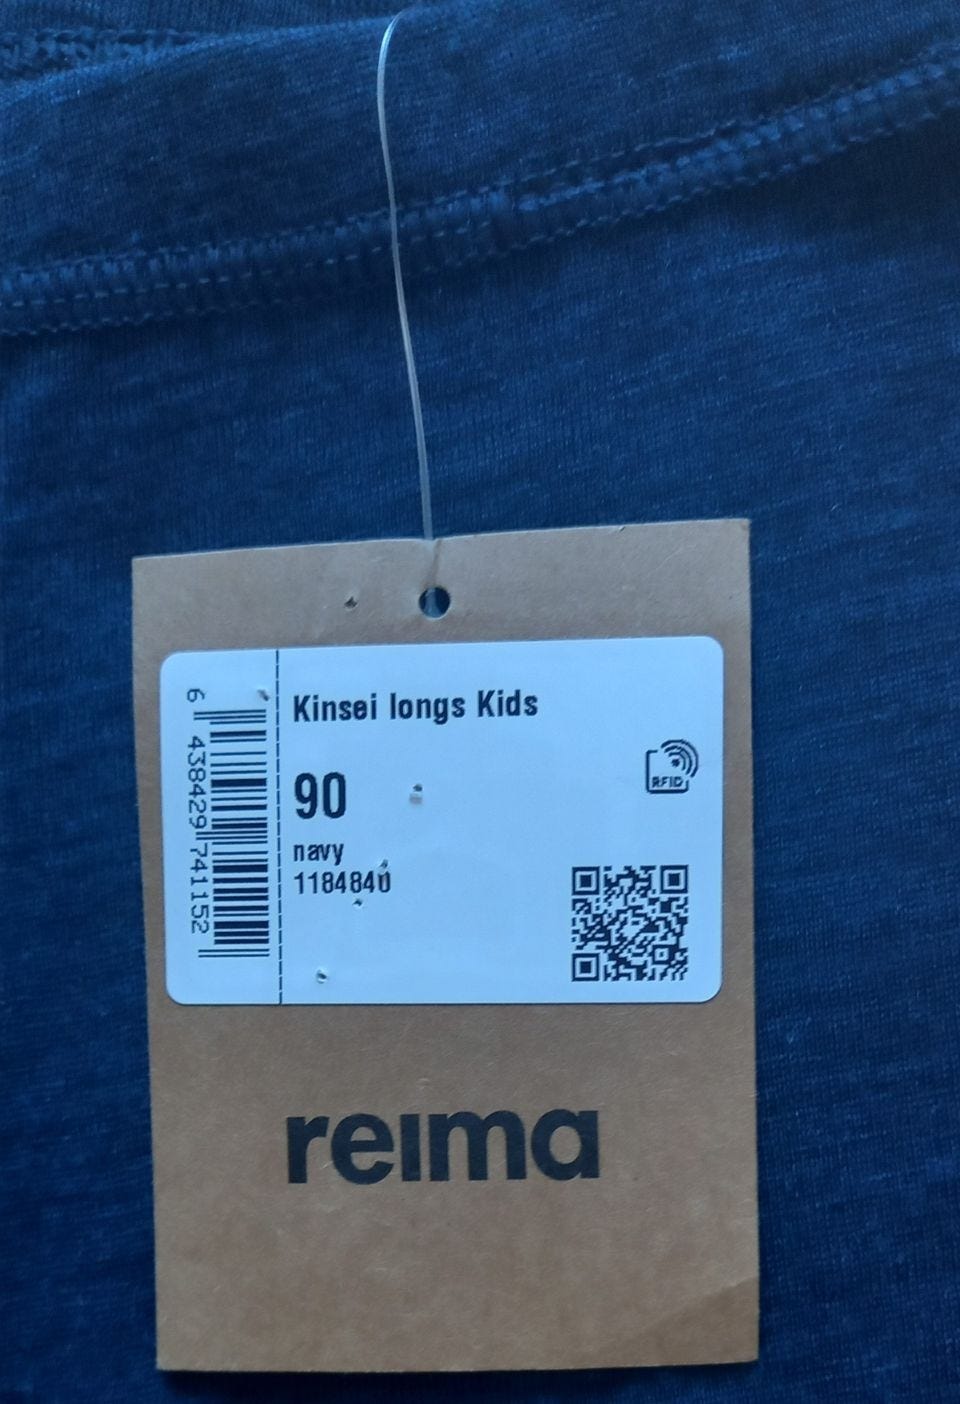 Kinsei longs Kids
90
navy
1184840
RFID
6 438429 741152
reima